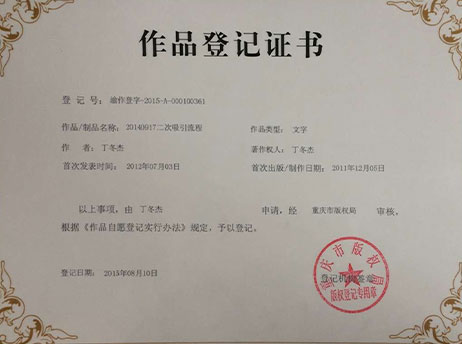 作品登记证书
登 记 号：渝作登字-2015-A-000100361
作品/制品名称：20140917二次吸引流程 作品类型：文字
作 者：丁冬杰 著作权人：丁冬杰
首次发表时间：2012年07月03日 首次出版/制作日期：2011年12月05日
以上事项，由 丁冬杰 申请，经 重庆市版权局 审核，
根据《作品自愿登记实行办法》规定，予以登记。
登记日期：2015年08月10日
登记机构签章
重庆市版权局
版权登记专用章